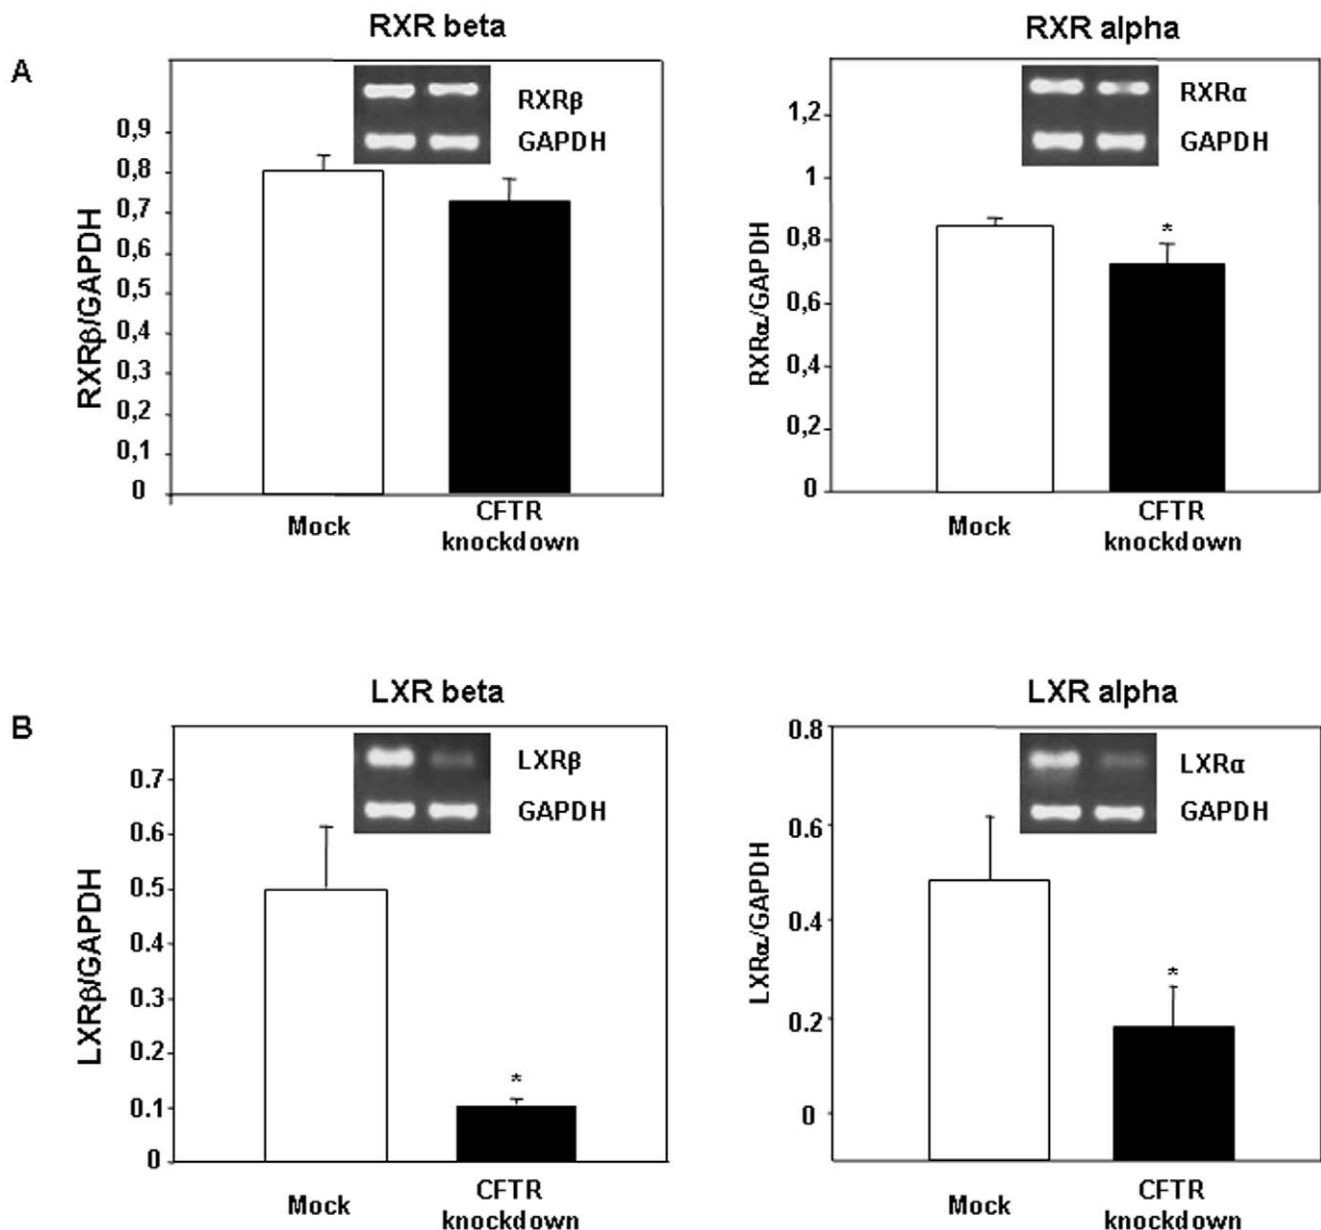 RXR beta
RXR alpha
A
RXRβ
GAPDH
0,9
0,8
0,7
0,6
0,5
0,4
0,3
0,2
0,1
0
RXRβ/GAPDH
Mock
CFTR
knockdown
RXRα
GAPDH
1,2
1
0,8
0,6
0,4
0,2
0
RXRα/GAPDH
*
Mock
CFTR
knockdown
LXR beta
LXR alpha
B
LXRβ
GAPDH
0.7
0.6
0.5
0.4
0.3
0.2
0.1
0
LXRβ/GAPDH
*
Mock
CFTR
knockdown
LXRα
GAPDH
0.8
0.6
0.4
0.2
0
LXRα/GAPDH
*
Mock
CFTR
knockdown